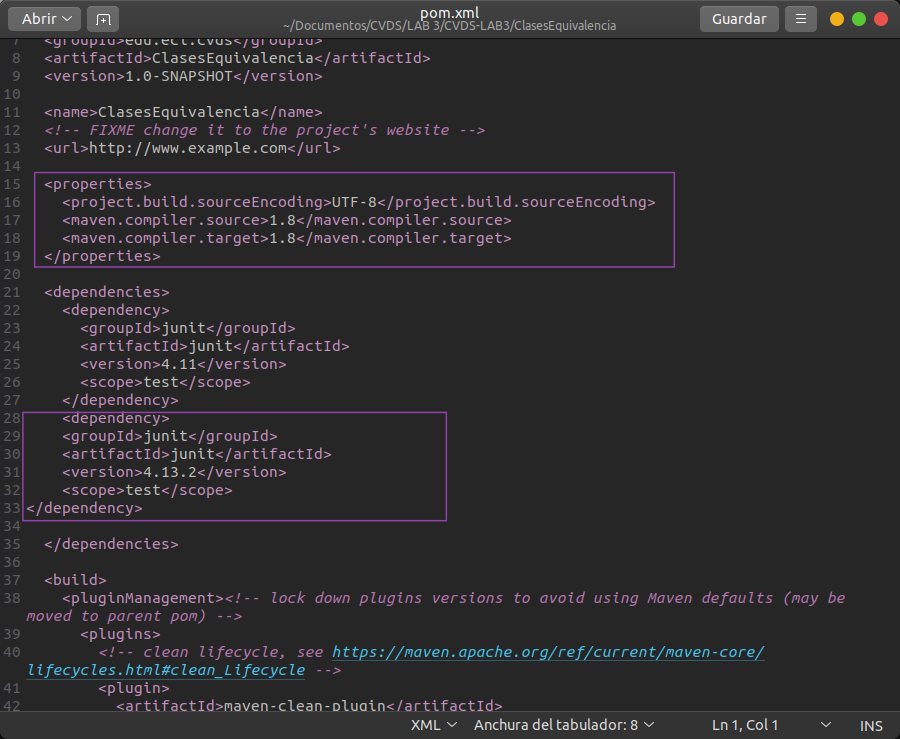 Abrir
pom.xml
~/Documentos/CVDS/LAB 3/CVDS-LAB3/ClasesEquivalencia
Guardar
7 <groupId>edu.eci.cvds</groupId>
8 <artifactId>ClasesEquivalencia</artifactId>
9 <version>1.0-SNAPSHOT</version>
10
11 <name>ClasesEquivalencia</name>
12 <!-- FIXME change it to the project's website -->
13 <url>http://www.example.com</url>
14
15 <properties>
16 <project.build.sourceEncoding>UTF-8</project.build.sourceEncoding>
17 <maven.compiler.source>1.8</maven.compiler.source>
18 <maven.compiler.target>1.8</maven.compiler.target>
19 </properties>
20
21 <dependencies>
22 <dependency>
23 <groupId>junit</groupId>
24 <artifactId>junit</artifactId>
25 <version>4.11</version>
26 <scope>test</scope>
27 </dependency>
28 <dependency>
29 <groupId>junit</groupId>
30 <artifactId>junit</artifactId>
31 <version>4.13.2</version>
32 <scope>test</scope>
33 </dependency>
34
35 </dependencies>
36
37 <build>
38 <pluginManagement><!-- lock down plugins versions to avoid using Maven defaults (may be
moved to parent pom) -->
39 <plugins>
40 <!-- clean lifecycle, see https://maven.apache.org/ref/current/maven-core/
lifecycles.html#clean_Lifecycle -->
41 <plugin>
42 <artifactId>maven-clean-plugin</artifactId>
XML Anchura del tabulador: 8 Ln 1, Col 1 INS